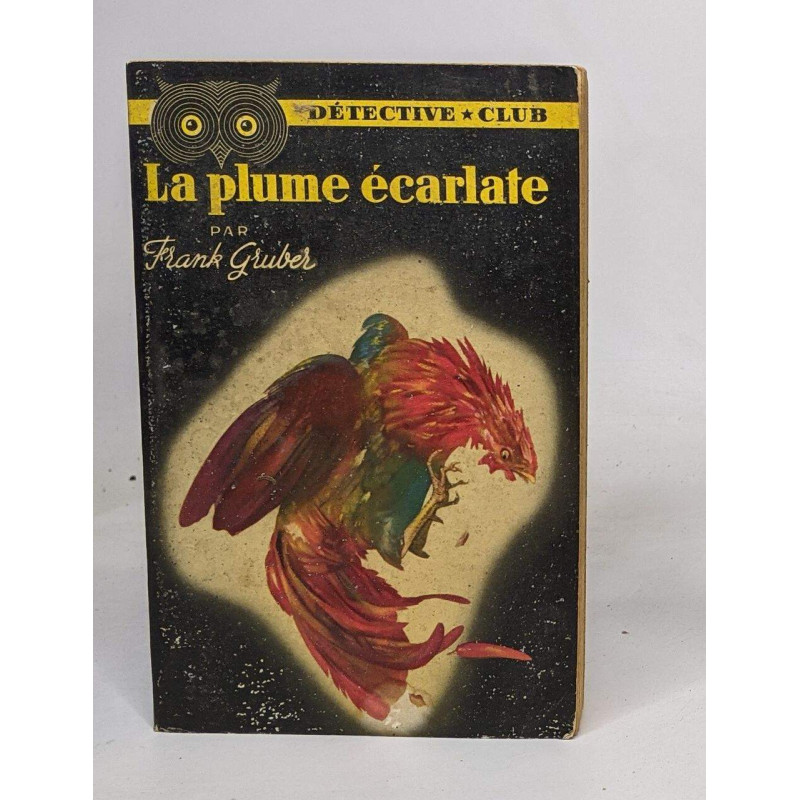 DÉTECTIVE ★ CLUB
La plume écarlate
PAR
Frank Gruber